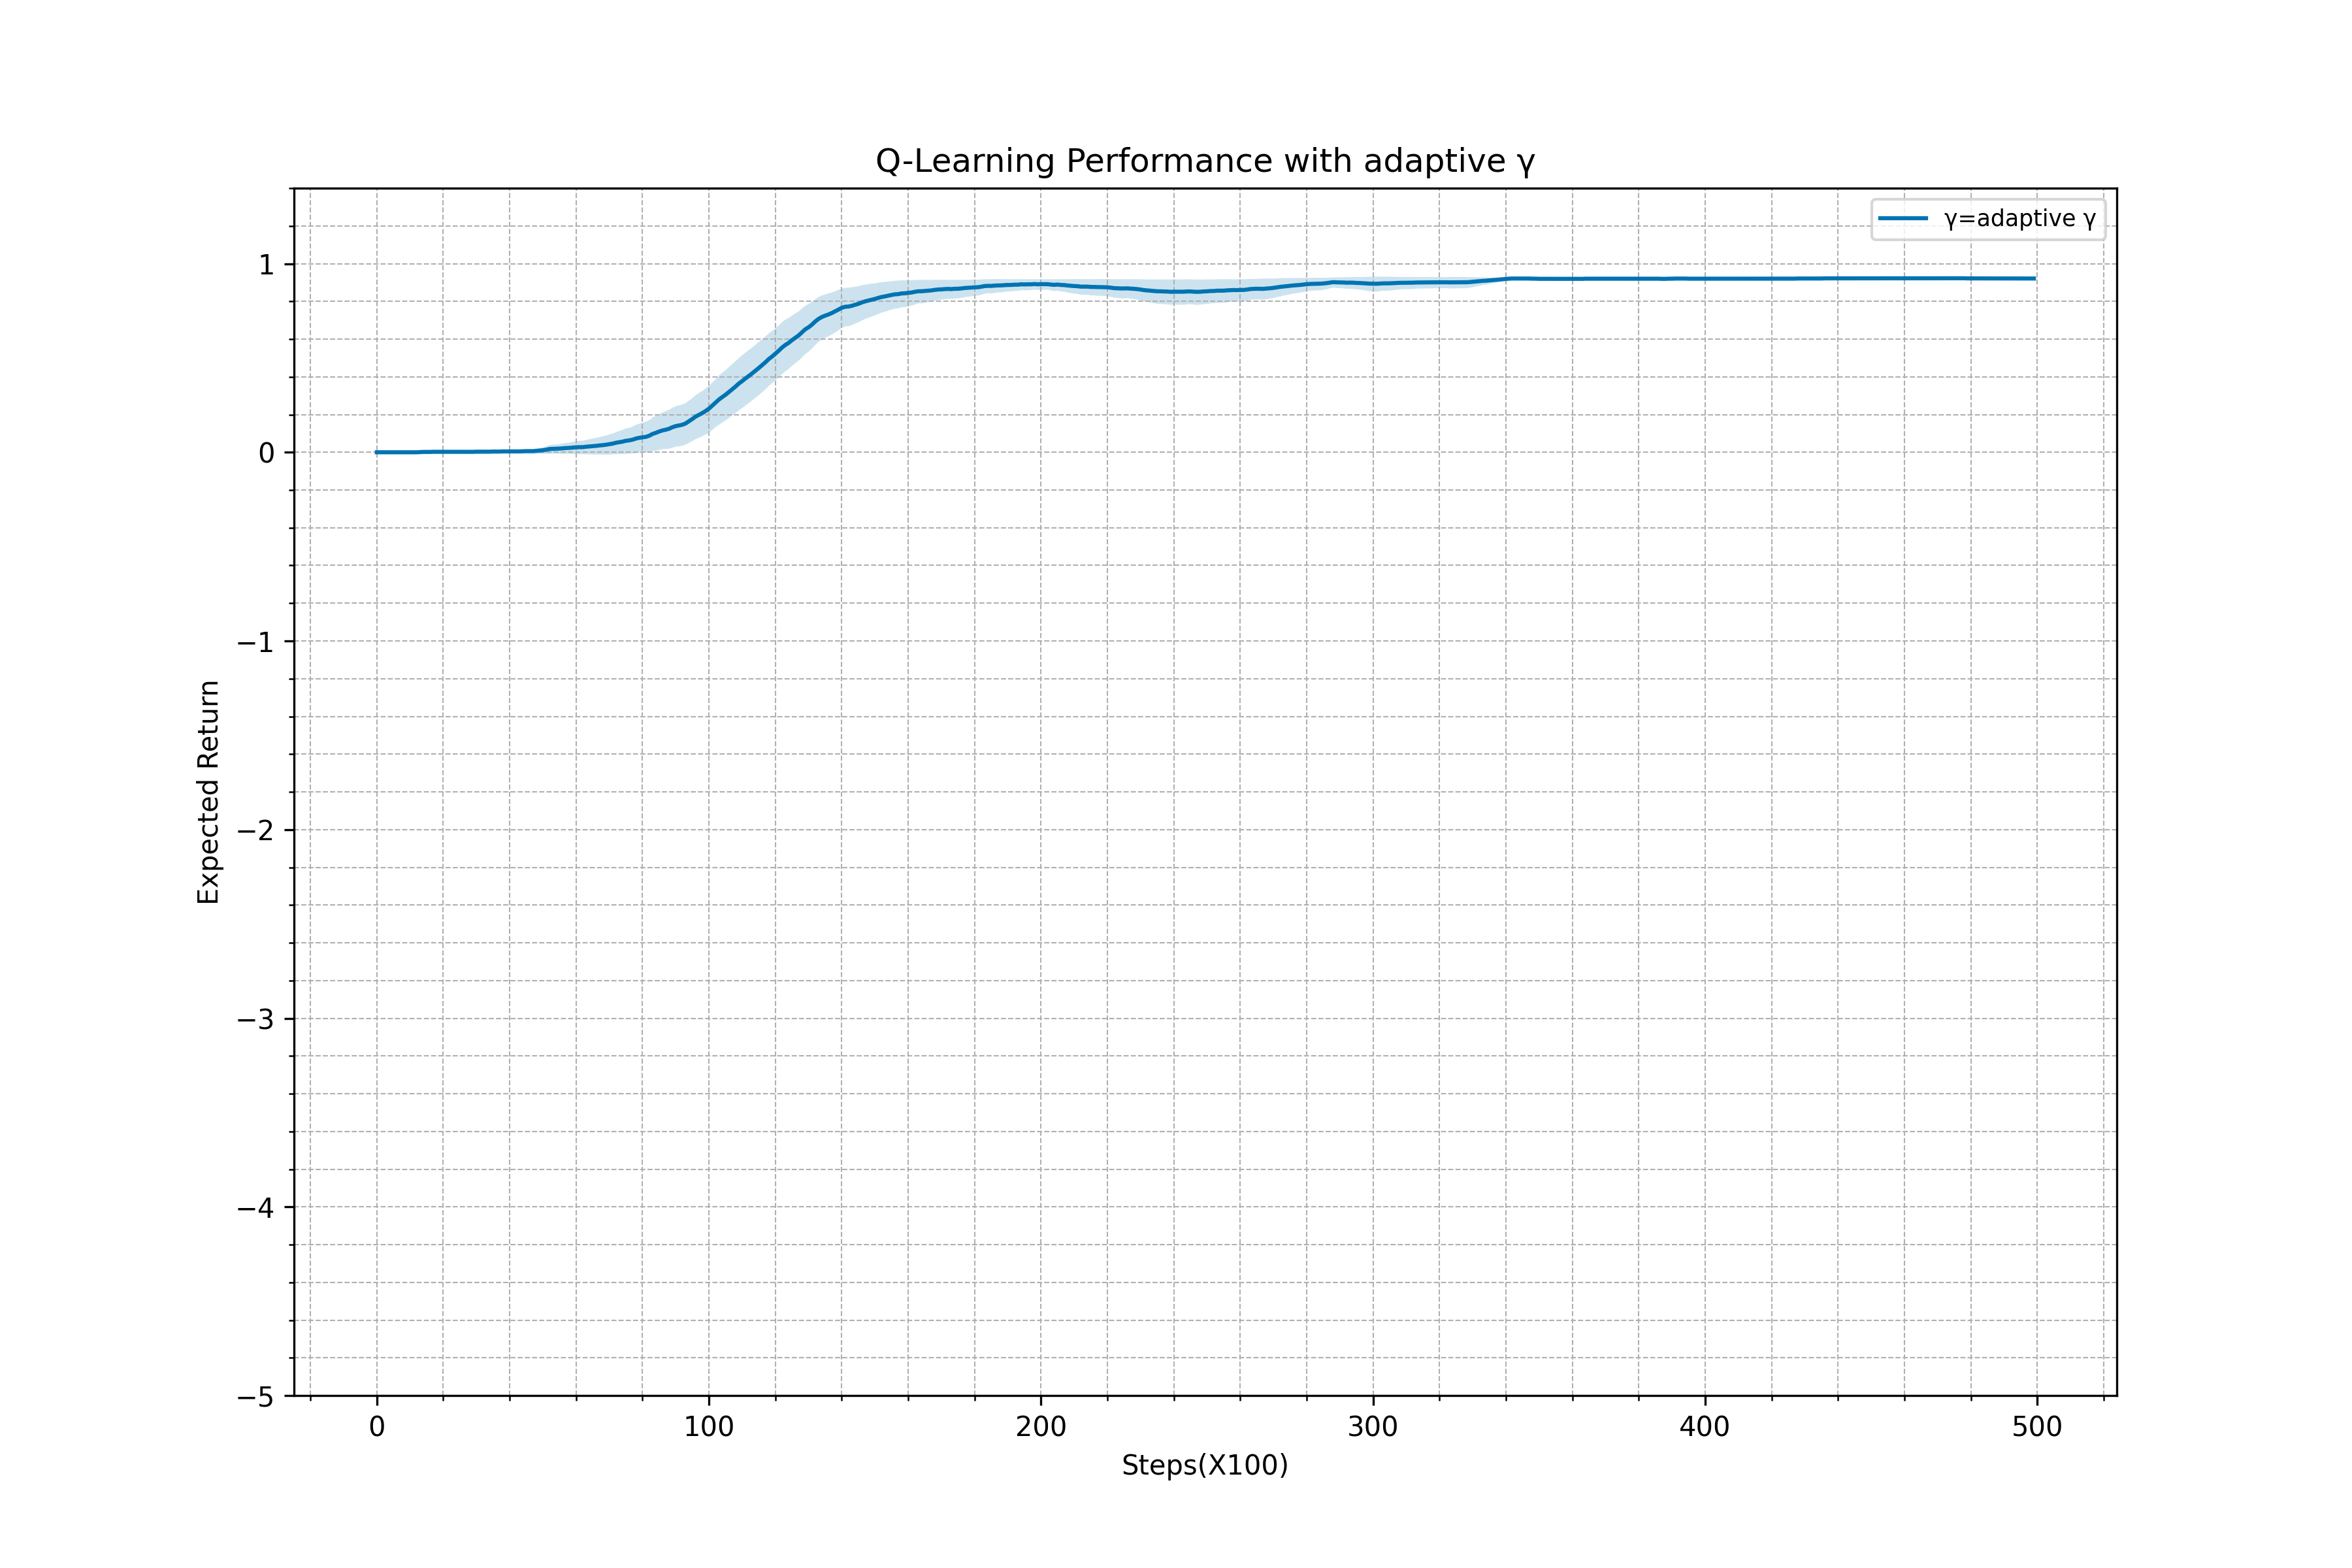 Q-Learning Performance with adaptive γ
γ=adaptive γ
1
0
−1
−2
−3
−4
−5
Expected Return
0 100 200 300 400 500
Steps(X100)